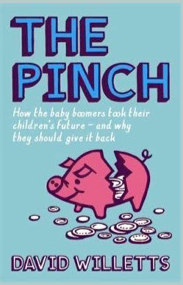 THE
PINCH
How the baby boomers took their
children's future – and why
they should give it back
DAVID WILLETTS